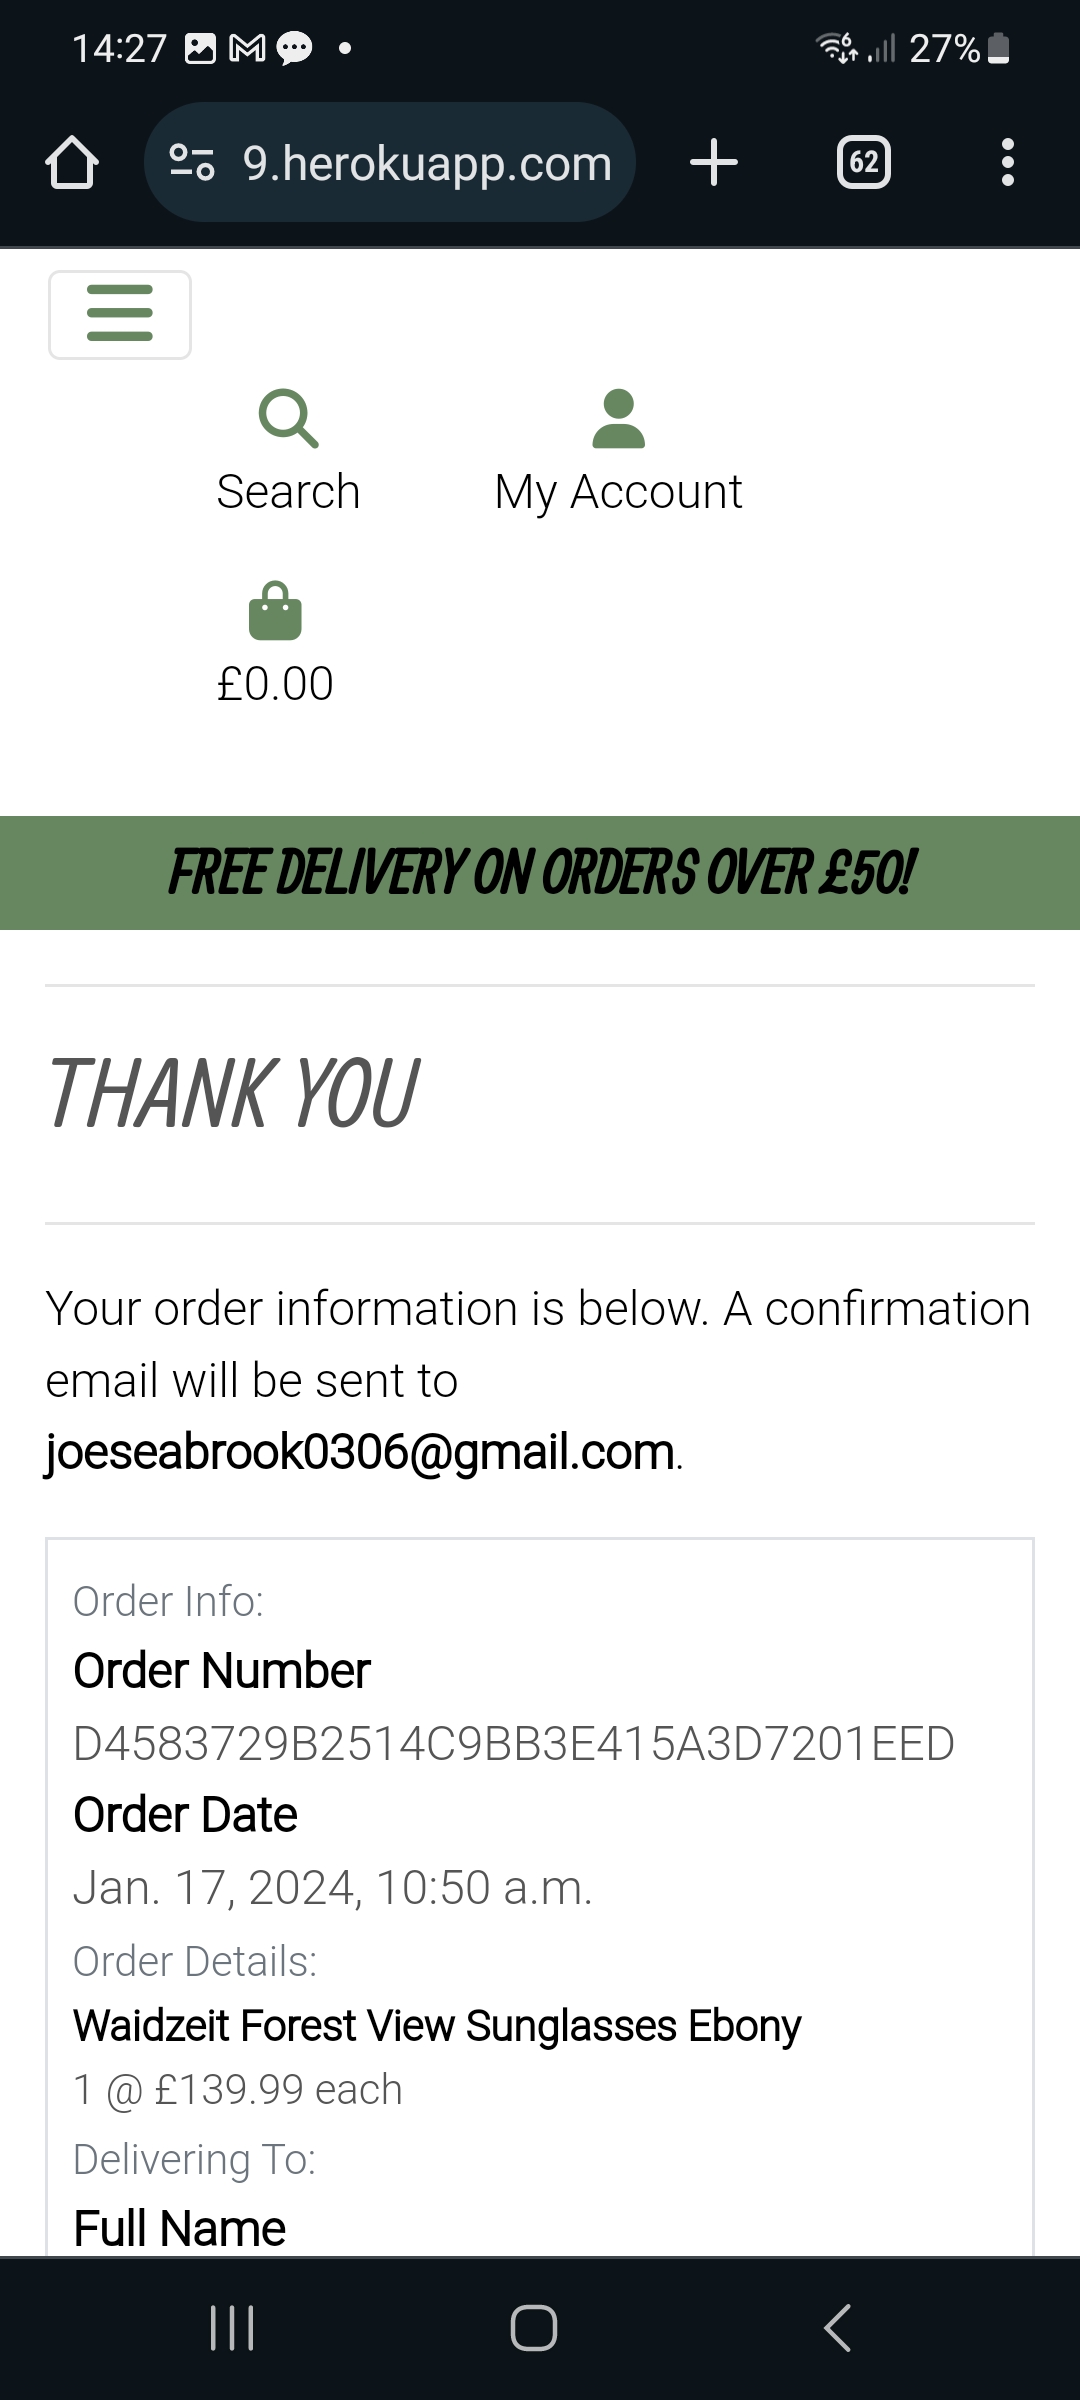 14:27
6
27%
9.herokuapp.com
62
Search
My Account
£0.00
FREE DELIVERY ON ORDERS OVER £50!
THANK YOU
Your order information is below. A confirmation
email will be sent to
joeseabrook0306@gmail.com.
Order Info:
Order Number
D4583729B2514C9BB3E415A3D7201EED
Order Date
Jan. 17, 2024, 10:50 a.m.
Order Details:
Waidzeit Forest View Sunglasses Ebony
1 @ £139.99 each
Delivering To:
Full Name